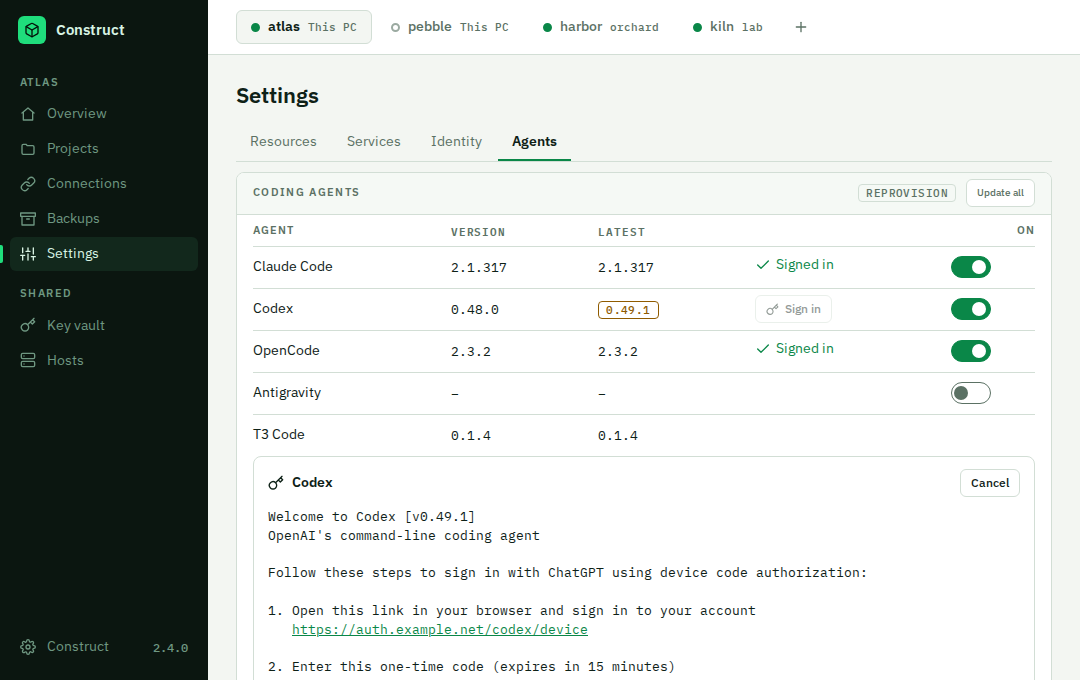 Construct
atlas This PC
pebble This PC
harbor orchard
kiln lab
ATLAS
Overview
Projects
Connections
Backups
Settings
SHARED
Key vault
Hosts
Construct 2.4.0
Settings
Resources Services Identity Agents
CODING AGENTS REPROVISION Update all
AGENT VERSION LATEST ON
Claude Code 2.1.317 2.1.317 Signed in
Codex 0.48.0 0.49.1 Sign in
OpenCode 2.3.2 2.3.2 Signed in
Antigravity – –
T3 Code 0.1.4 0.1.4
Codex Cancel
Welcome to Codex [v0.49.1]
OpenAI's command-line coding agent
Follow these steps to sign in with ChatGPT using device code authorization:
1. Open this link in your browser and sign in to your account
https://auth.example.net/codex/device
2. Enter this one-time code (expires in 15 minutes)